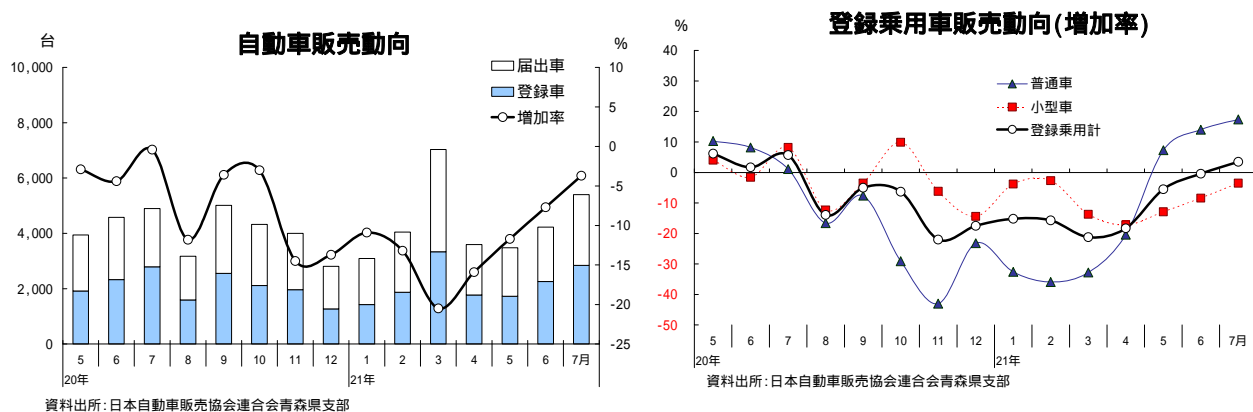 自動車販売動向
台
%
10,000
8,000
6,000
4,000
2,000
0
10
5
0
-5
-10
-15
-20
-25
届出車
登録車
増加率
5 6 7 8 9 10 11 12 1 2 3 4 5 6 7月
20年 21年
資料出所:日本自動車販売協会連合会青森県支部
登録乗用車販売動向(増加率)
%
40
30
20
10
0
-10
-20
-30
-40
-50
普通車
小型車
登録乗用計
5 6 7 8 9 10 11 12 1 2 3 4 5 6 7月
20年 21年
資料出所:日本自動車販売協会連合会青森県支部